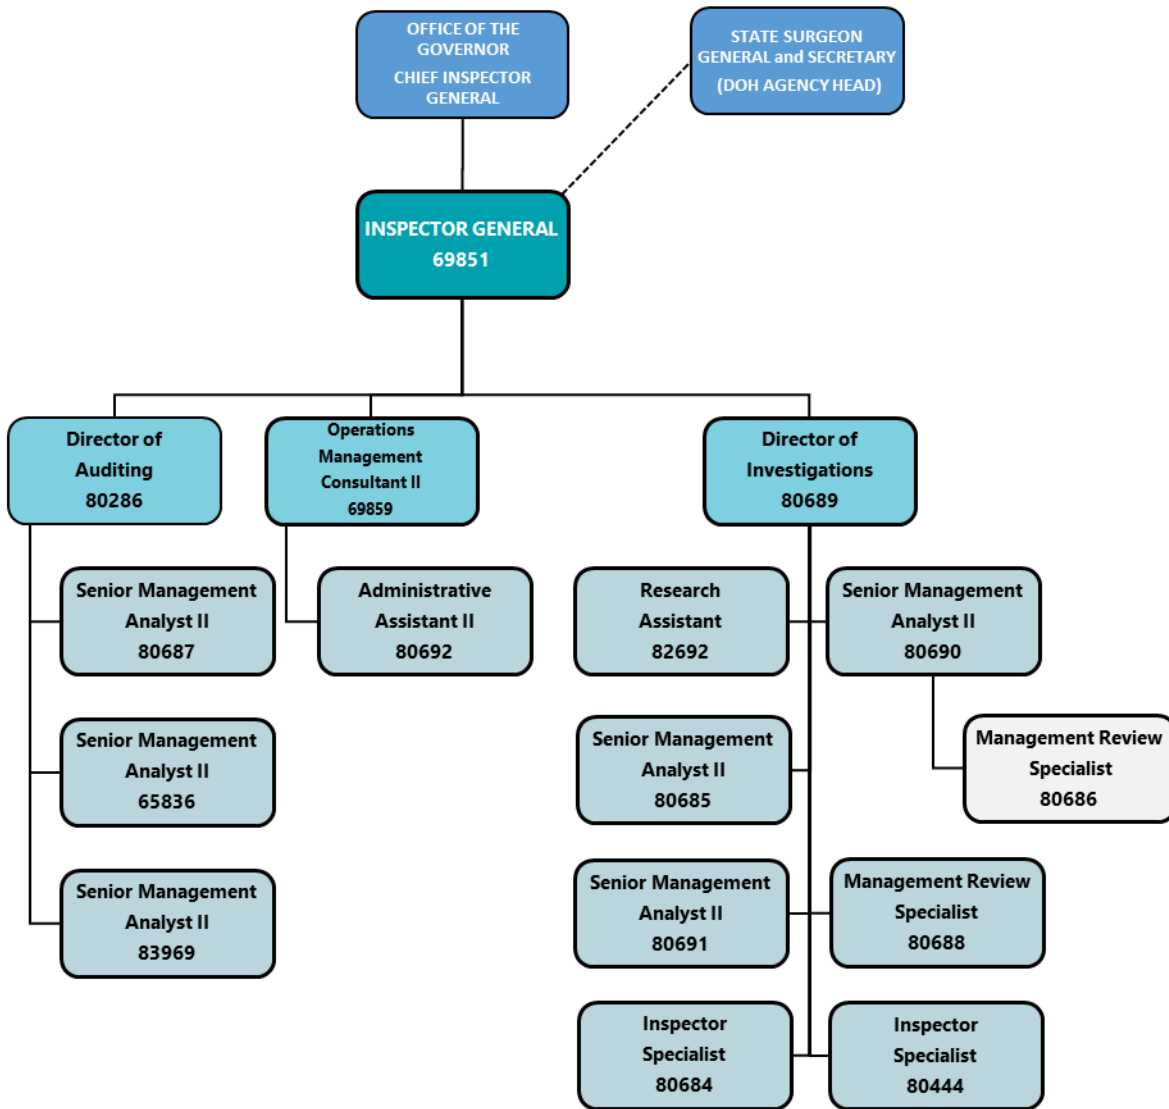 OFFICE OF THE
GOVERNOR
CHIEF INSPECTOR
GENERAL
STATE SURGEON
GENERAL and SECRETARY
(DOH AGENCY HEAD)
INSPECTOR GENERAL
69851
Director of
Auditing
80286
Operations
Management
Consultant II
69859
Director of
Investigations
80689
Senior Management
Analyst II
80687
Administrative
Assistant II
80692
Research
Assistant
82692
Senior Management
Analyst II
80690
Senior Management
Analyst II
65836
Senior Management
Analyst II
80685
Management Review
Specialist
80686
Senior Management
Analyst II
83969
Senior Management
Analyst II
80691
Management Review
Specialist
80688
Inspector
Specialist
80684
Inspector
Specialist
80444